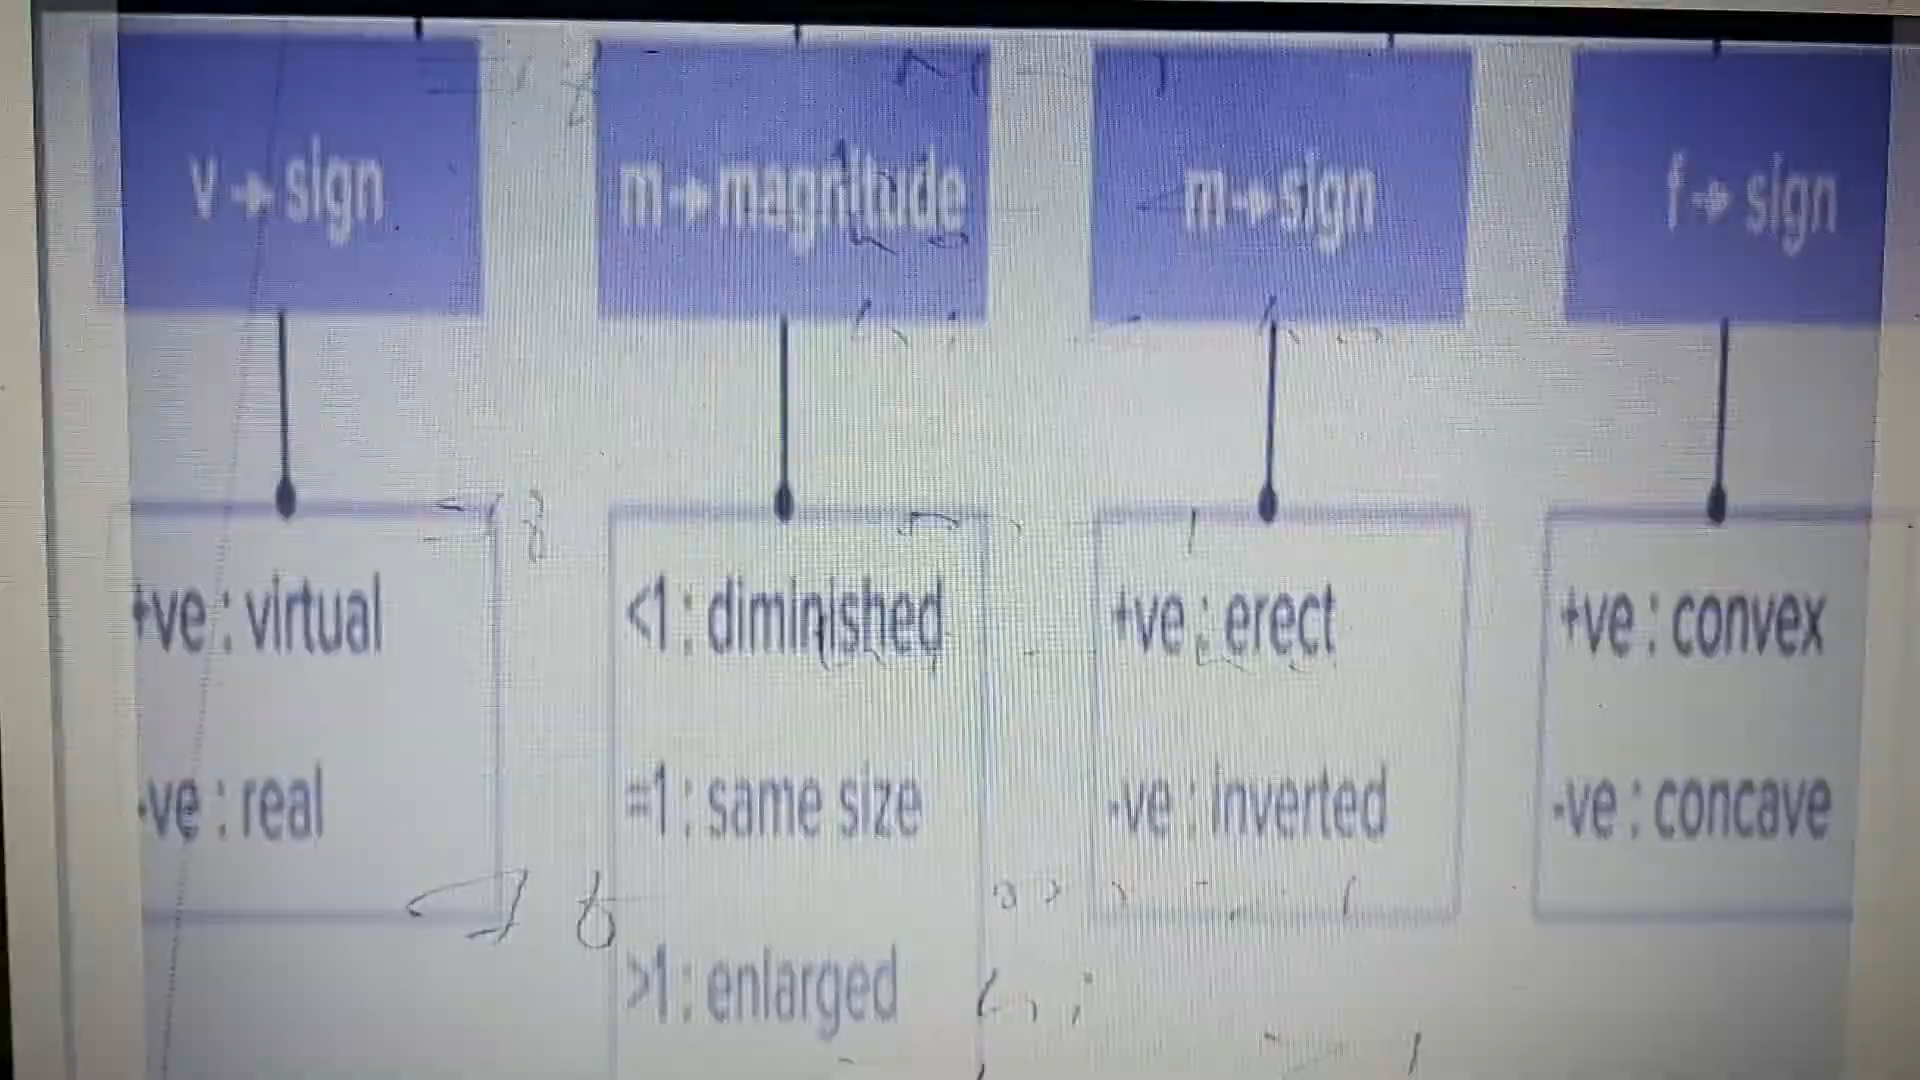 v→sign
m→magnitude
m→sign
f→ sign
+ve : virtual
-ve : real
<1 : diminished
=1 : same size
>1 : enlarged
+ve : erect
-ve : inverted
+ve : convex
-ve : concave